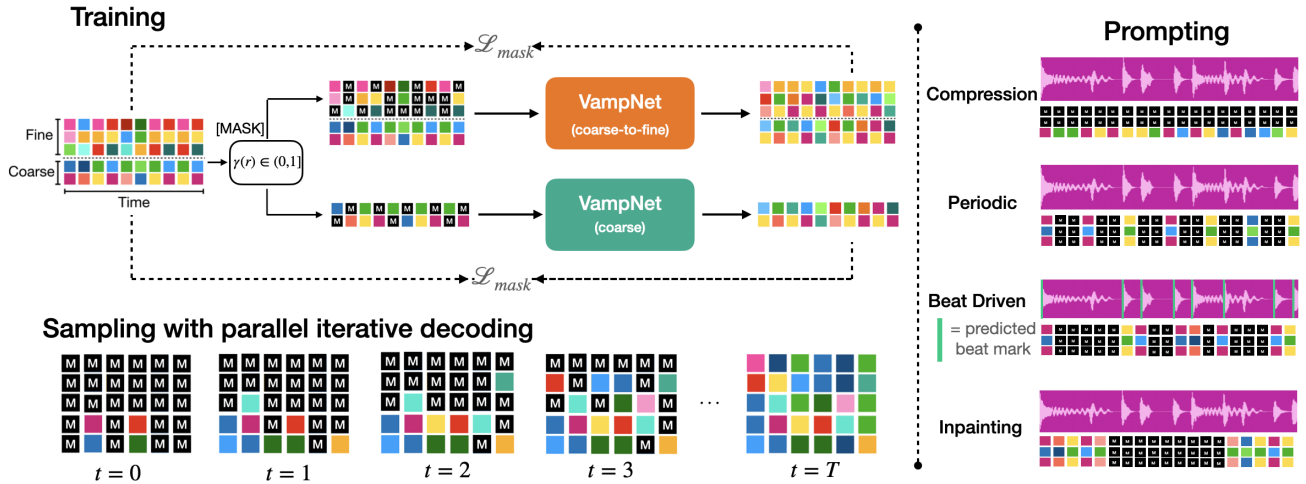 Training
ℒmask
[MASK]
γ(r) ∈ (0,1]
Fine
Coarse
Time
VampNet
(coarse-to-fine)
VampNet
(coarse)
ℒmask
Sampling with parallel iterative decoding
t = 0
t = 1
t = 2
t = 3
...
t = T
Prompting
Compression
Periodic
Beat Driven
= predicted
beat mark
Inpainting